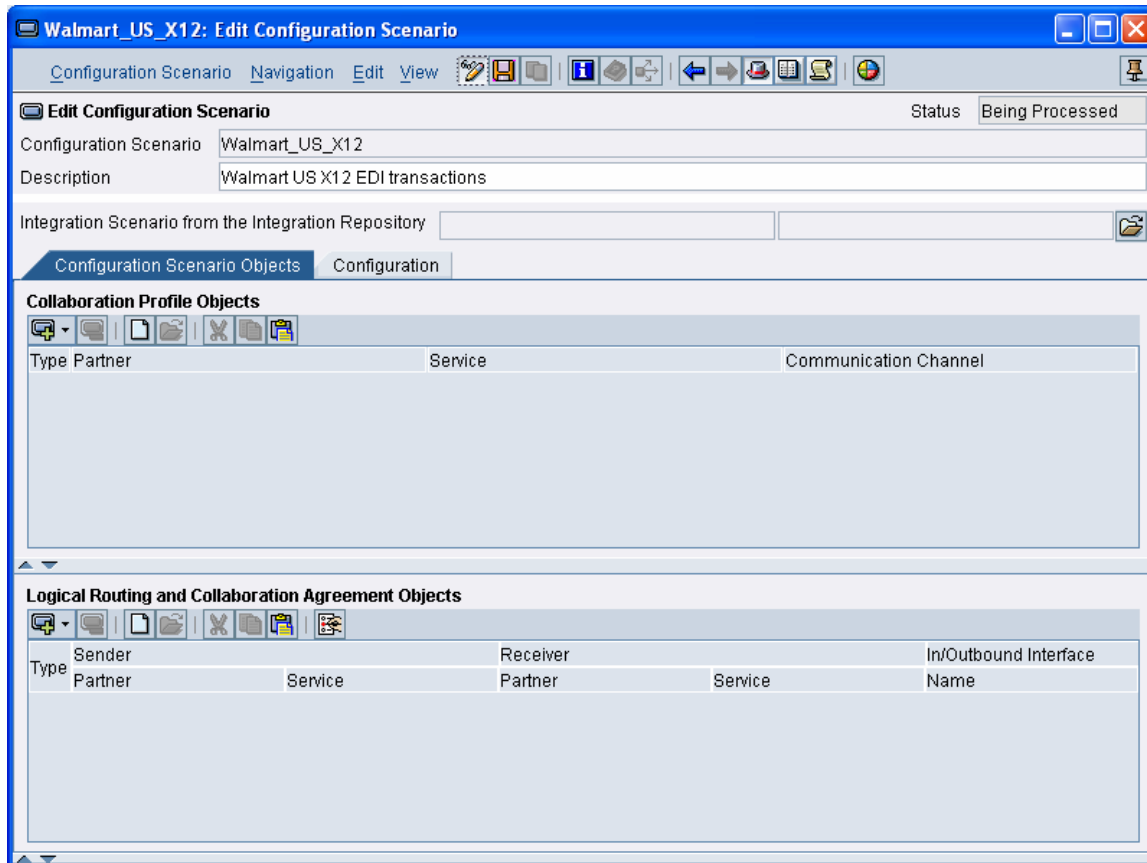 Walmart_US_X12: Edit Configuration Scenario
Configuration Scenario Navigation Edit View
Edit Configuration Scenario Status Being Processed
Configuration Scenario Walmart_US_X12
Description Walmart US X12 EDI transactions
Integration Scenario from the Integration Repository
Configuration Scenario Objects Configuration
Collaboration Profile Objects
Type Partner Service Communication Channel
Logical Routing and Collaboration Agreement Objects
Type Sender Receiver In/Outbound Interface
Partner Service Partner Service Name